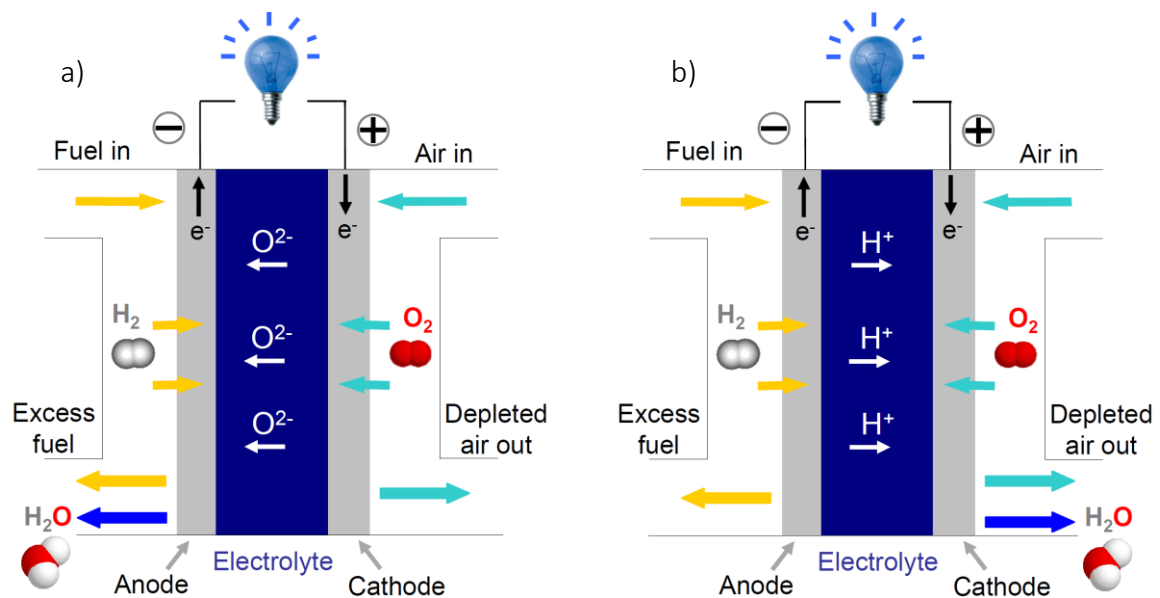 a)
−
+
Fuel in
Air in
e⁻
e⁻
O²⁻
H₂
O₂
O²⁻
O²⁻
Excess
fuel
Depleted
air out
H₂O
Electrolyte
Anode
Cathode
b)
−
+
Fuel in
Air in
e⁻
e⁻
H⁺
H₂
O₂
H⁺
H⁺
Excess
fuel
Depleted
air out
H₂O
Electrolyte
Anode
Cathode